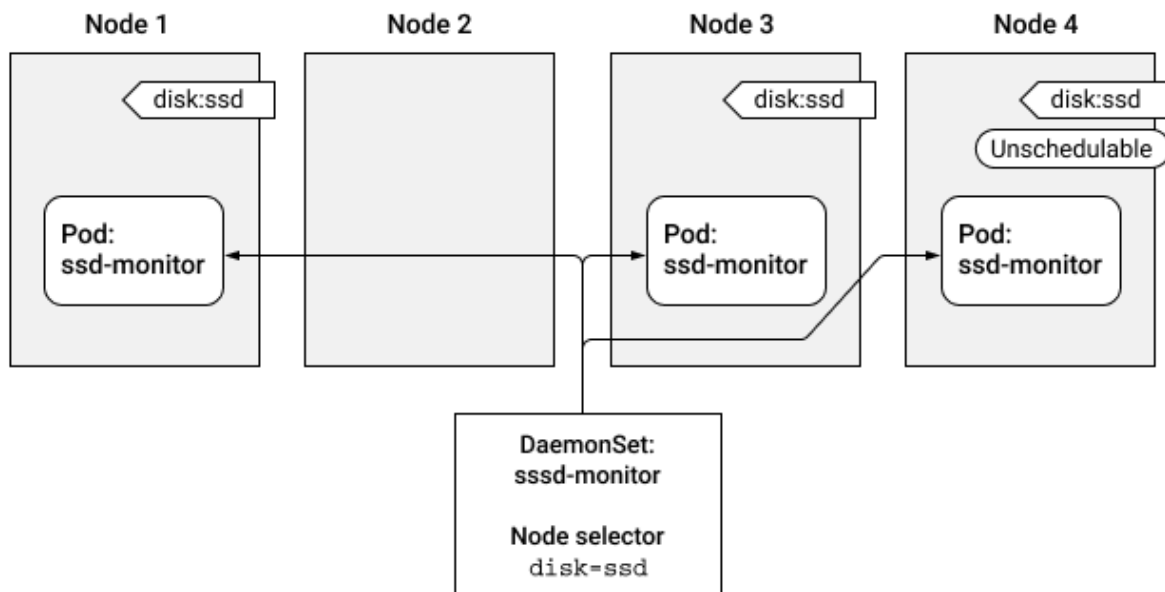 Node 1
Node 2
Node 3
Node 4
disk:ssd
disk:ssd
disk:ssd
Unschedulable
Pod:
ssd-monitor
Pod:
ssd-monitor
Pod:
ssd-monitor
DaemonSet:
sssd-monitor
Node selector
disk=ssd